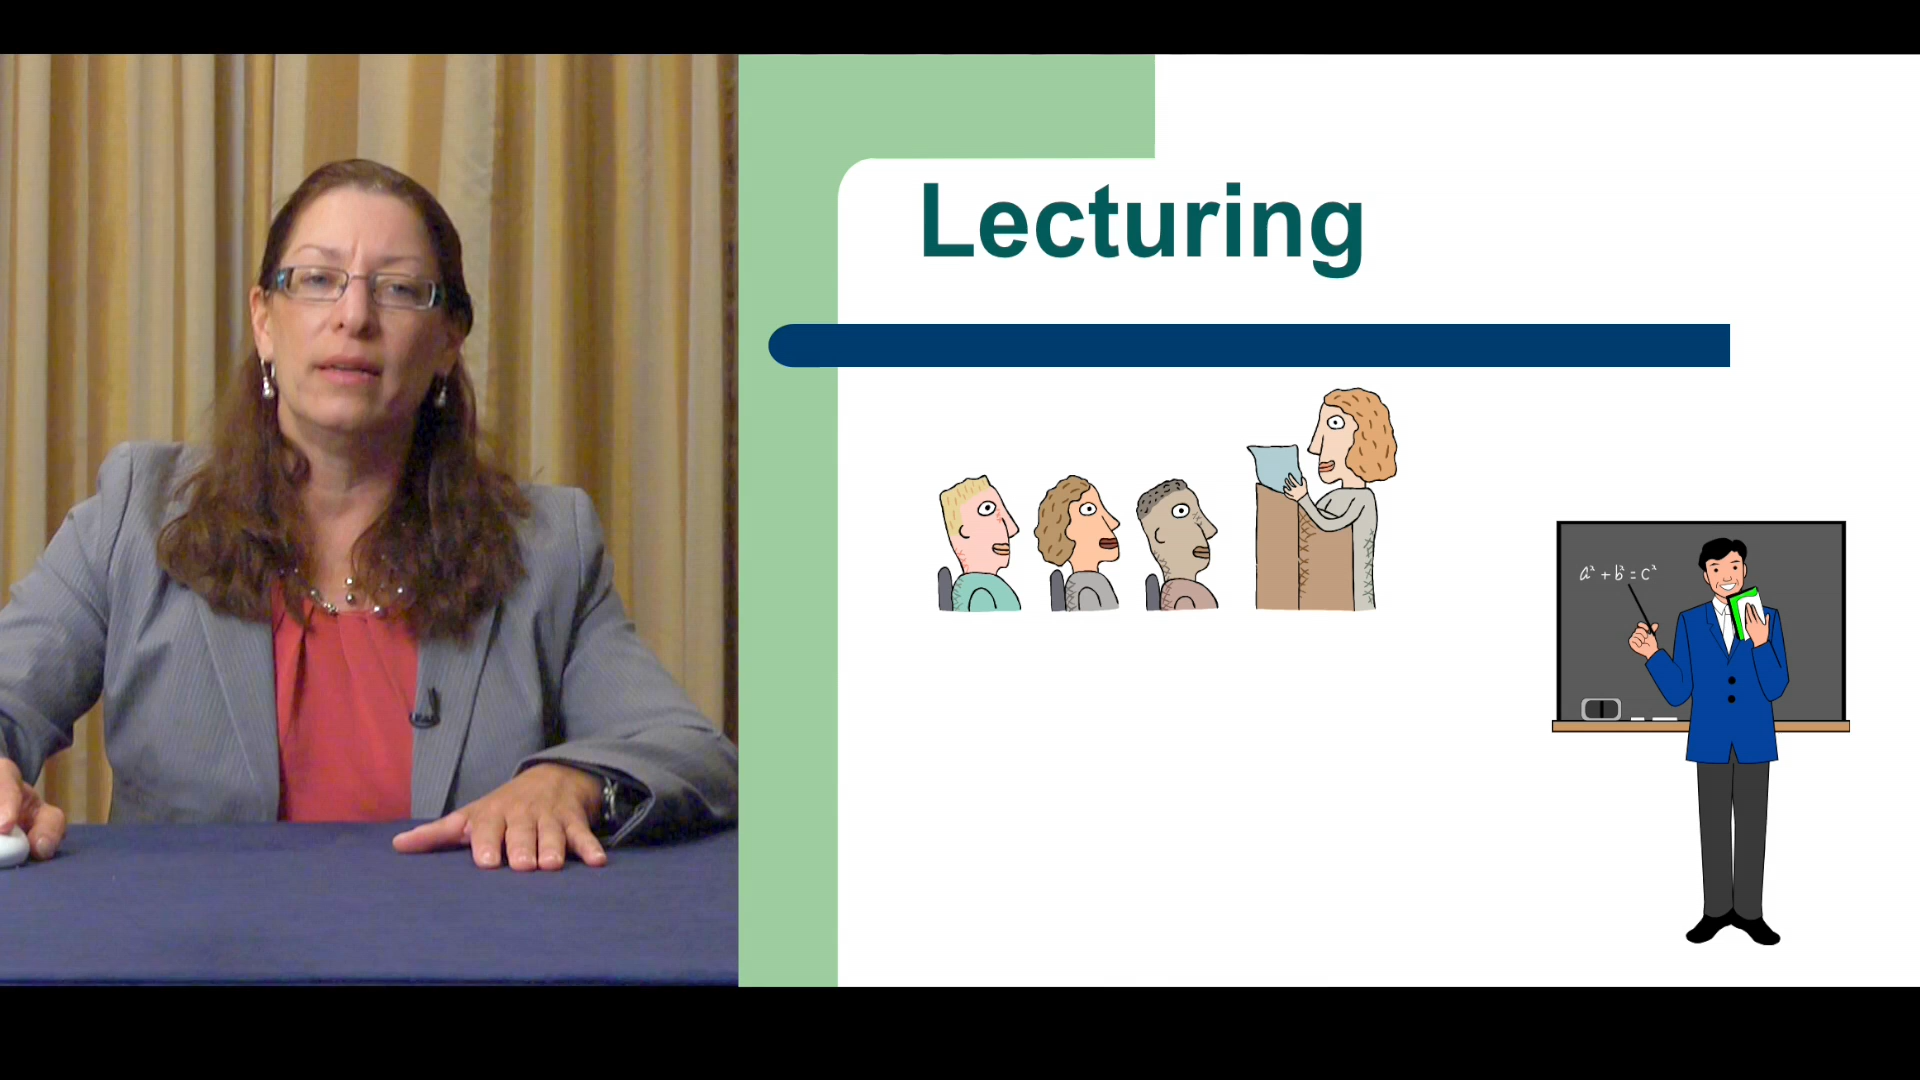 Lecturing
a² + b² = c²